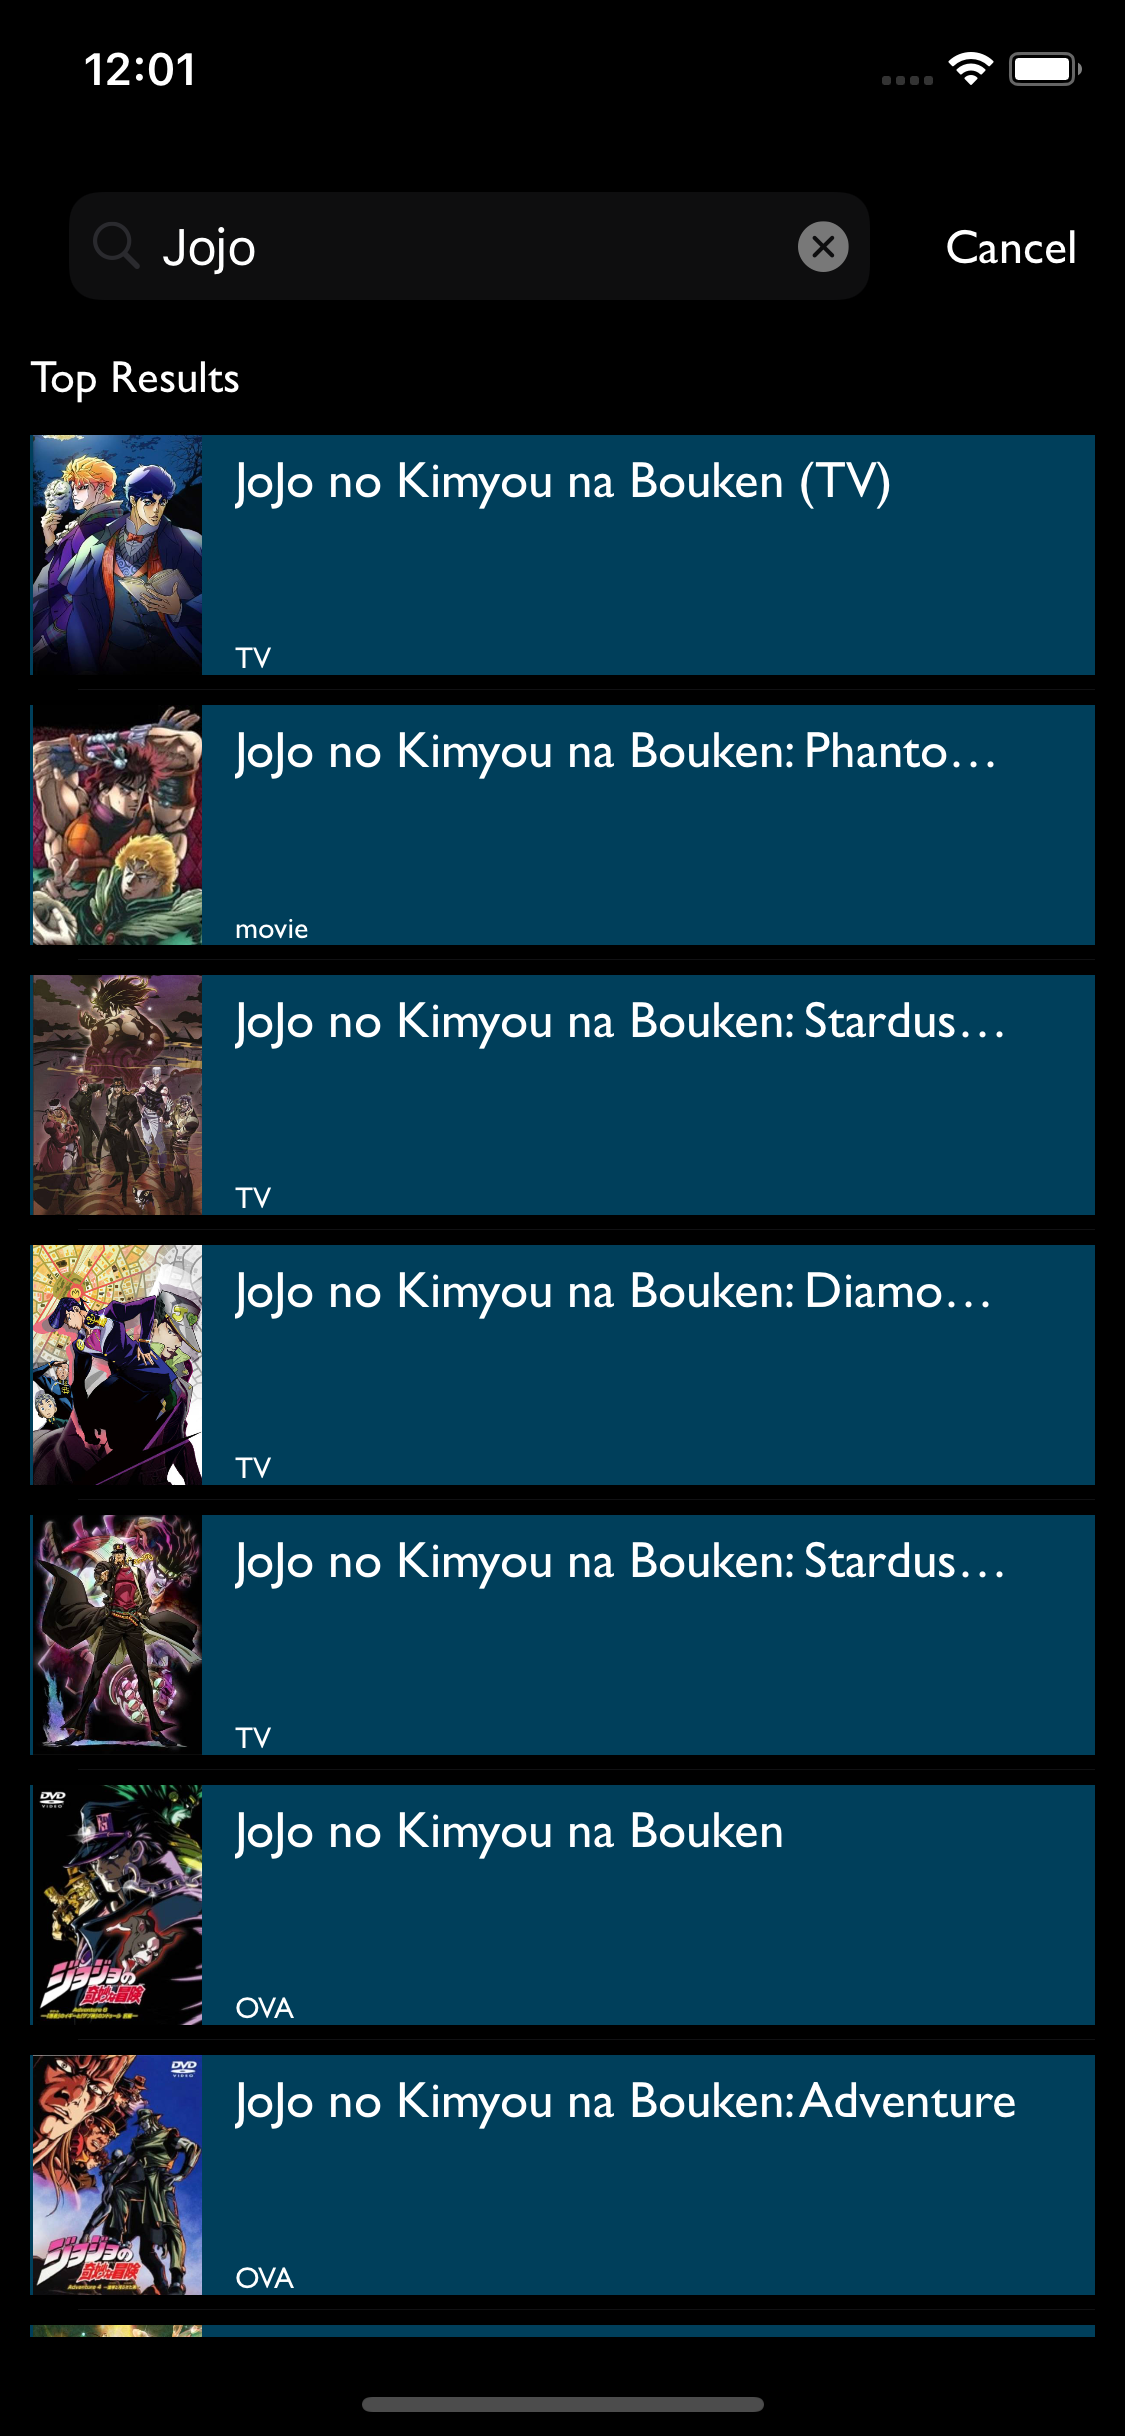 12:01
Jojo
Cancel
Top Results
JoJo no Kimyou na Bouken (TV)
TV
JoJo no Kimyou na Bouken: Phanto...
movie
JoJo no Kimyou na Bouken: Stardus...
TV
JoJo no Kimyou na Bouken: Diamo...
TV
JoJo no Kimyou na Bouken: Stardus...
TV
DVD
VIDEO
JoJo no Kimyou na Bouken
ジョジョの
奇妙な冒険
OVA
DVD
VIDEO
JoJo no Kimyou na Bouken: Adventure
ジョジョの
奇妙な冒険
Adventure 4
OVA